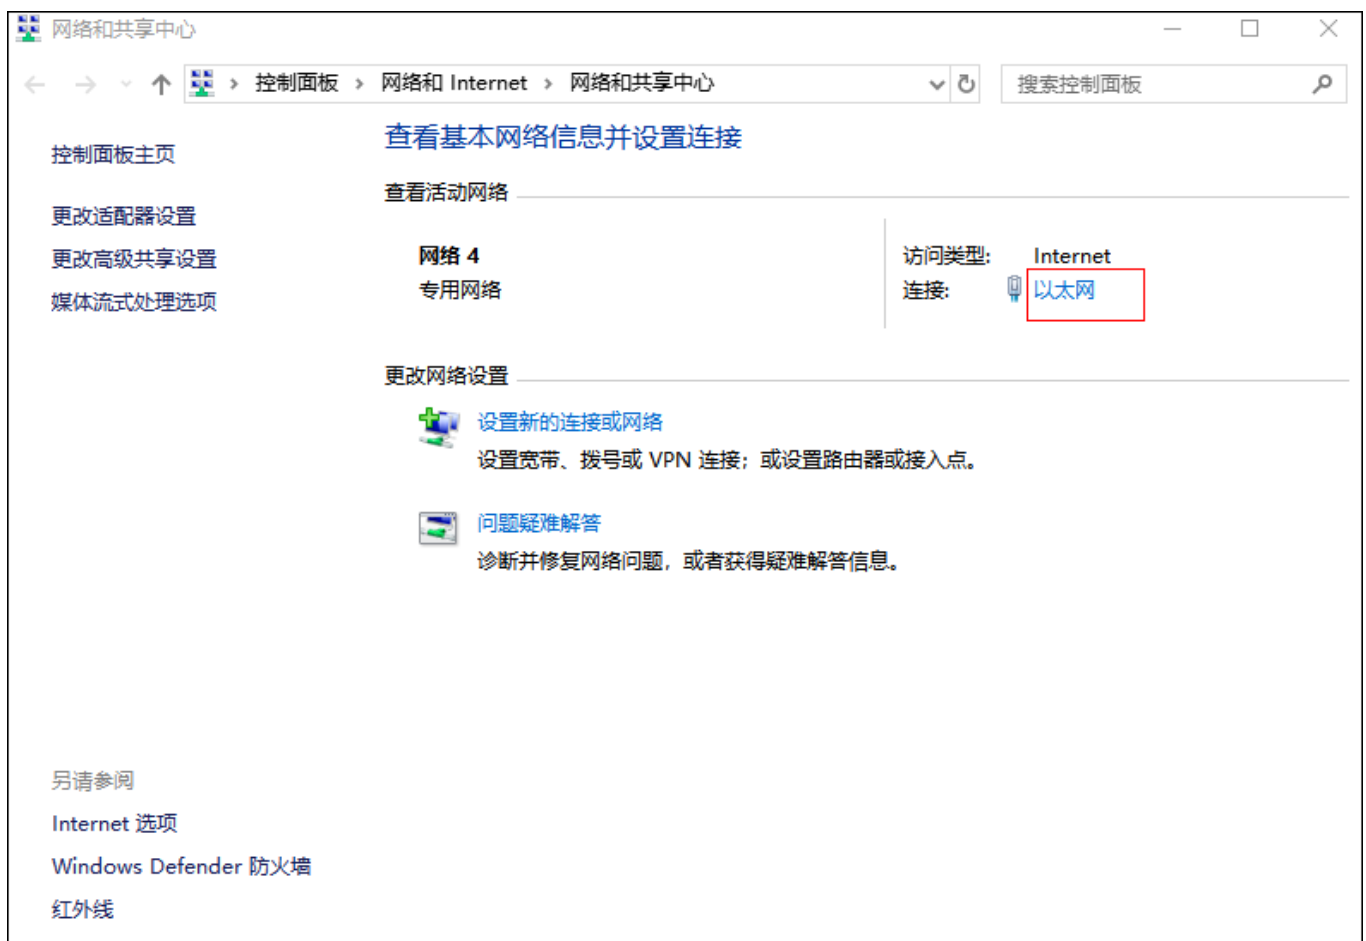 网络和共享中心
控制面板 › 网络和 Internet › 网络和共享中心
搜索控制面板
控制面板主页
更改适配器设置
更改高级共享设置
媒体流式处理选项
查看基本网络信息并设置连接
查看活动网络
网络 4
专用网络
访问类型: Internet
连接: 以太网
更改网络设置
设置新的连接或网络
设置宽带、拨号或 VPN 连接；或设置路由器或接入点。
问题疑难解答
诊断并修复网络问题，或者获得疑难解答信息。
另请参阅
Internet 选项
Windows Defender 防火墙
红外线